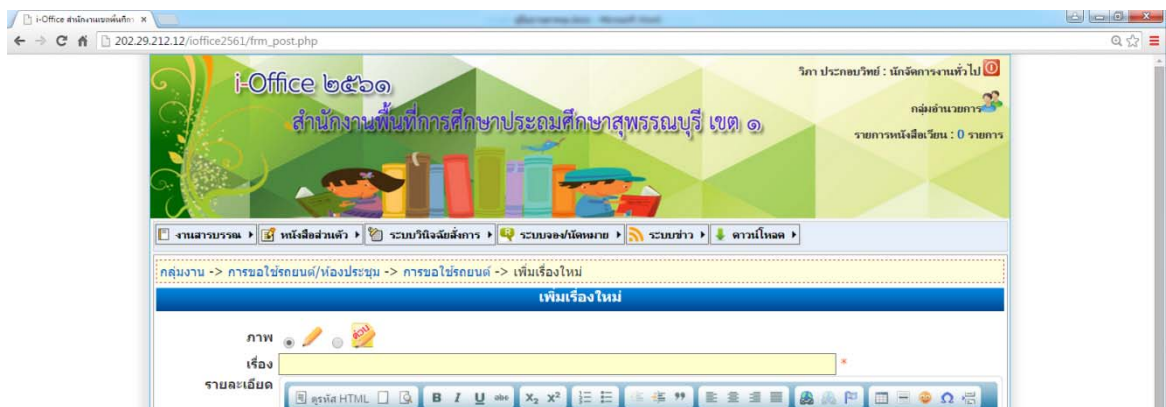 i-Office สำนักงานเขตพื้นที่กา
202.29.212.12/ioffice2561/frm_post.php
i-Office ๒๕๖๑
สำนักงานพื้นที่การศึกษาประถมศึกษาสุพรรณบุรี เขต ๑
วิภา ประกอบวิทย์ : นักจัดการงานทั่วไป
กลุ่มอำนวยการ
รายการหนังสือเวียน : 0 รายการ
งานสารบรรณ หนังสือส่วนตัว ระบบวินิจฉัยสั่งการ ระบบจอง/นัดหมาย ระบบข่าว ดาวน์โหลด
กลุ่มงาน -> การขอใช้รถยนต์/ห้องประชุม -> การขอใช้รถยนต์ -> เพิ่มเรื่องใหม่
เพิ่มเรื่องใหม่
ภาพ ด่วน
เรื่อง *
รายละเอียด
ดูรหัส HTML B I U abc X₂ X² Ω